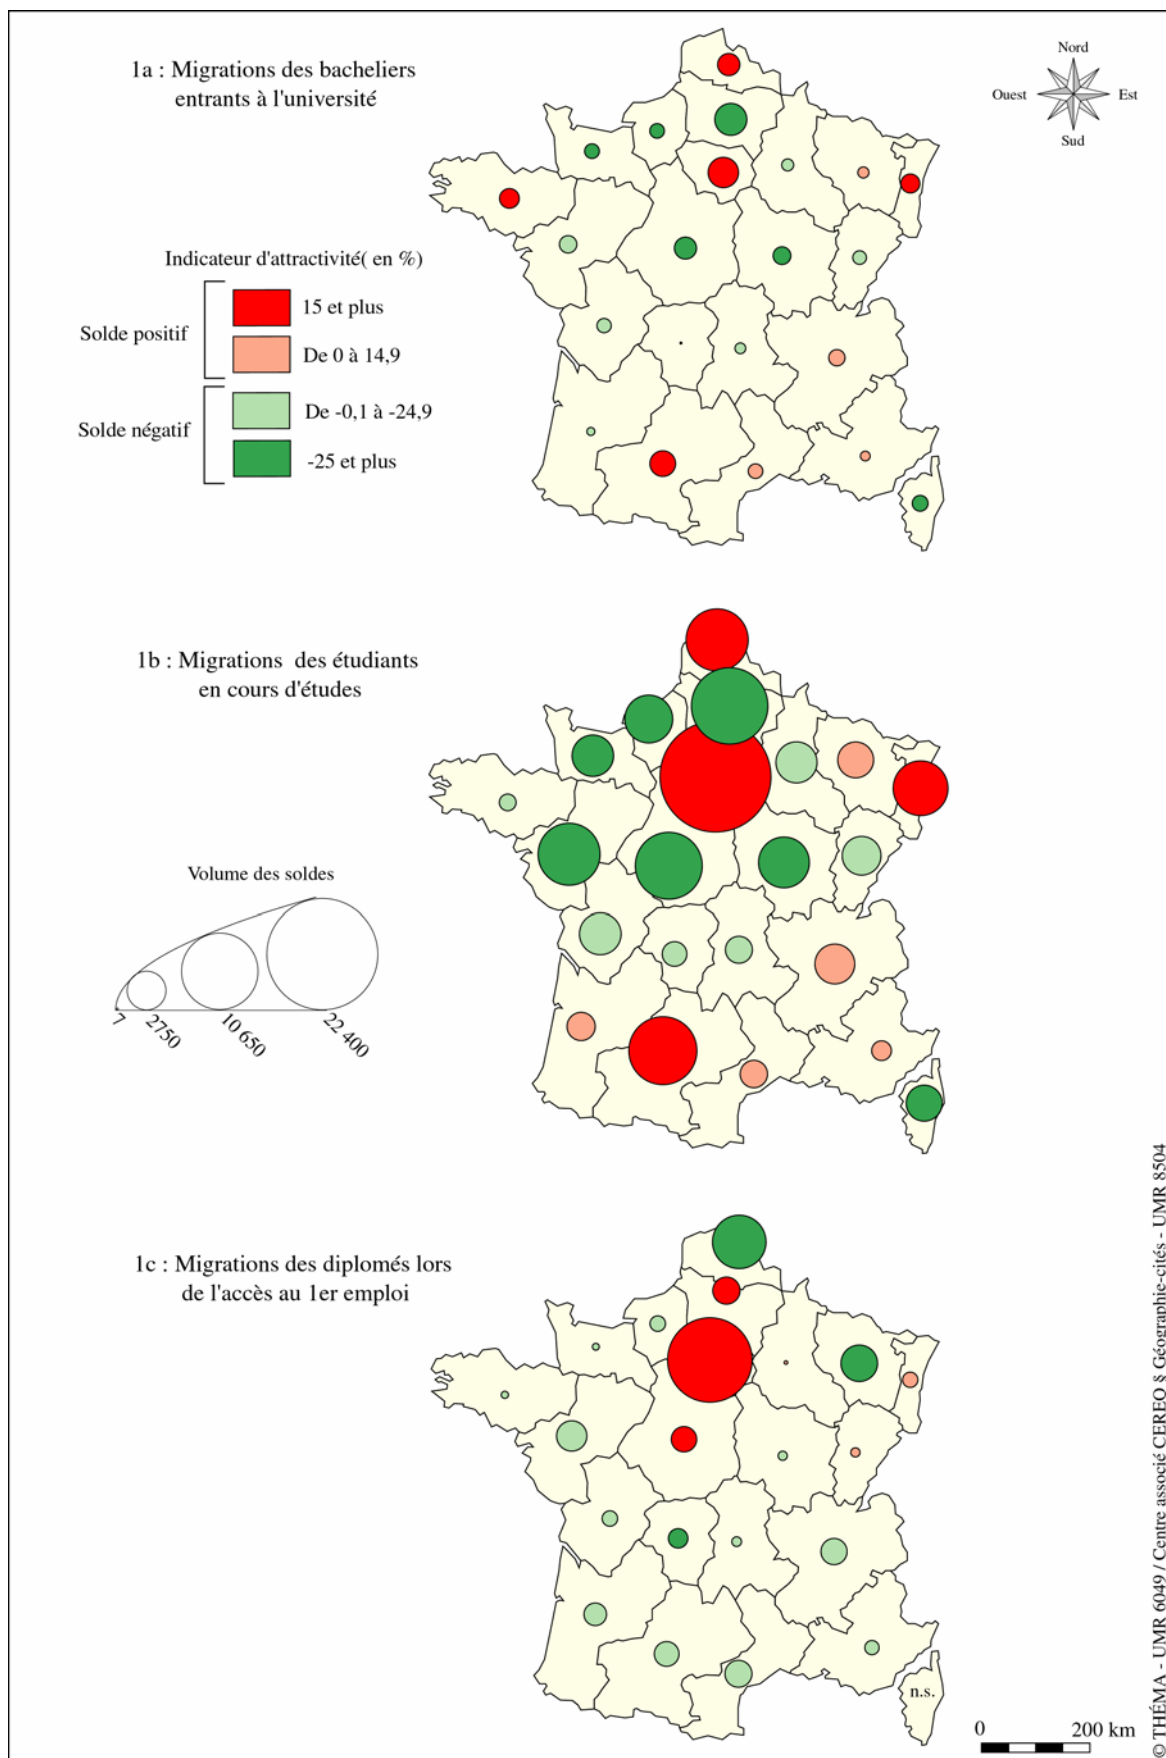 1a : Migrations des bacheliers
entrants à l'université
Nord
Ouest
Est
Sud
Indicateur d'attractivité( en %)
Solde positif
15 et plus
De 0 à 14,9
Solde négatif
De -0,1 à -24,9
-25 et plus
1b : Migrations des étudiants
en cours d'études
Volume des soldes
7
2750
10 650
22 400
1c : Migrations des diplomés lors
de l'accès au 1er emploi
n.s.
0
200 km
© THÉMA - UMR 6049 / Centre associé CEREQ § Géographie-cités - UMR 8504